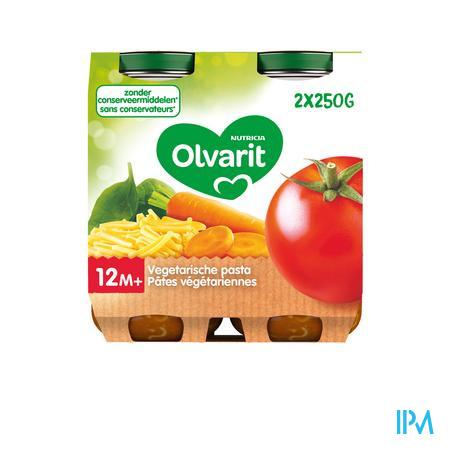 zonder
conserveermiddelen*
sans conservateurs*
2X250G
NUTRICIA
Olvarit
12M+
Vegetarische pasta
Pâtes végétariennes
IPM